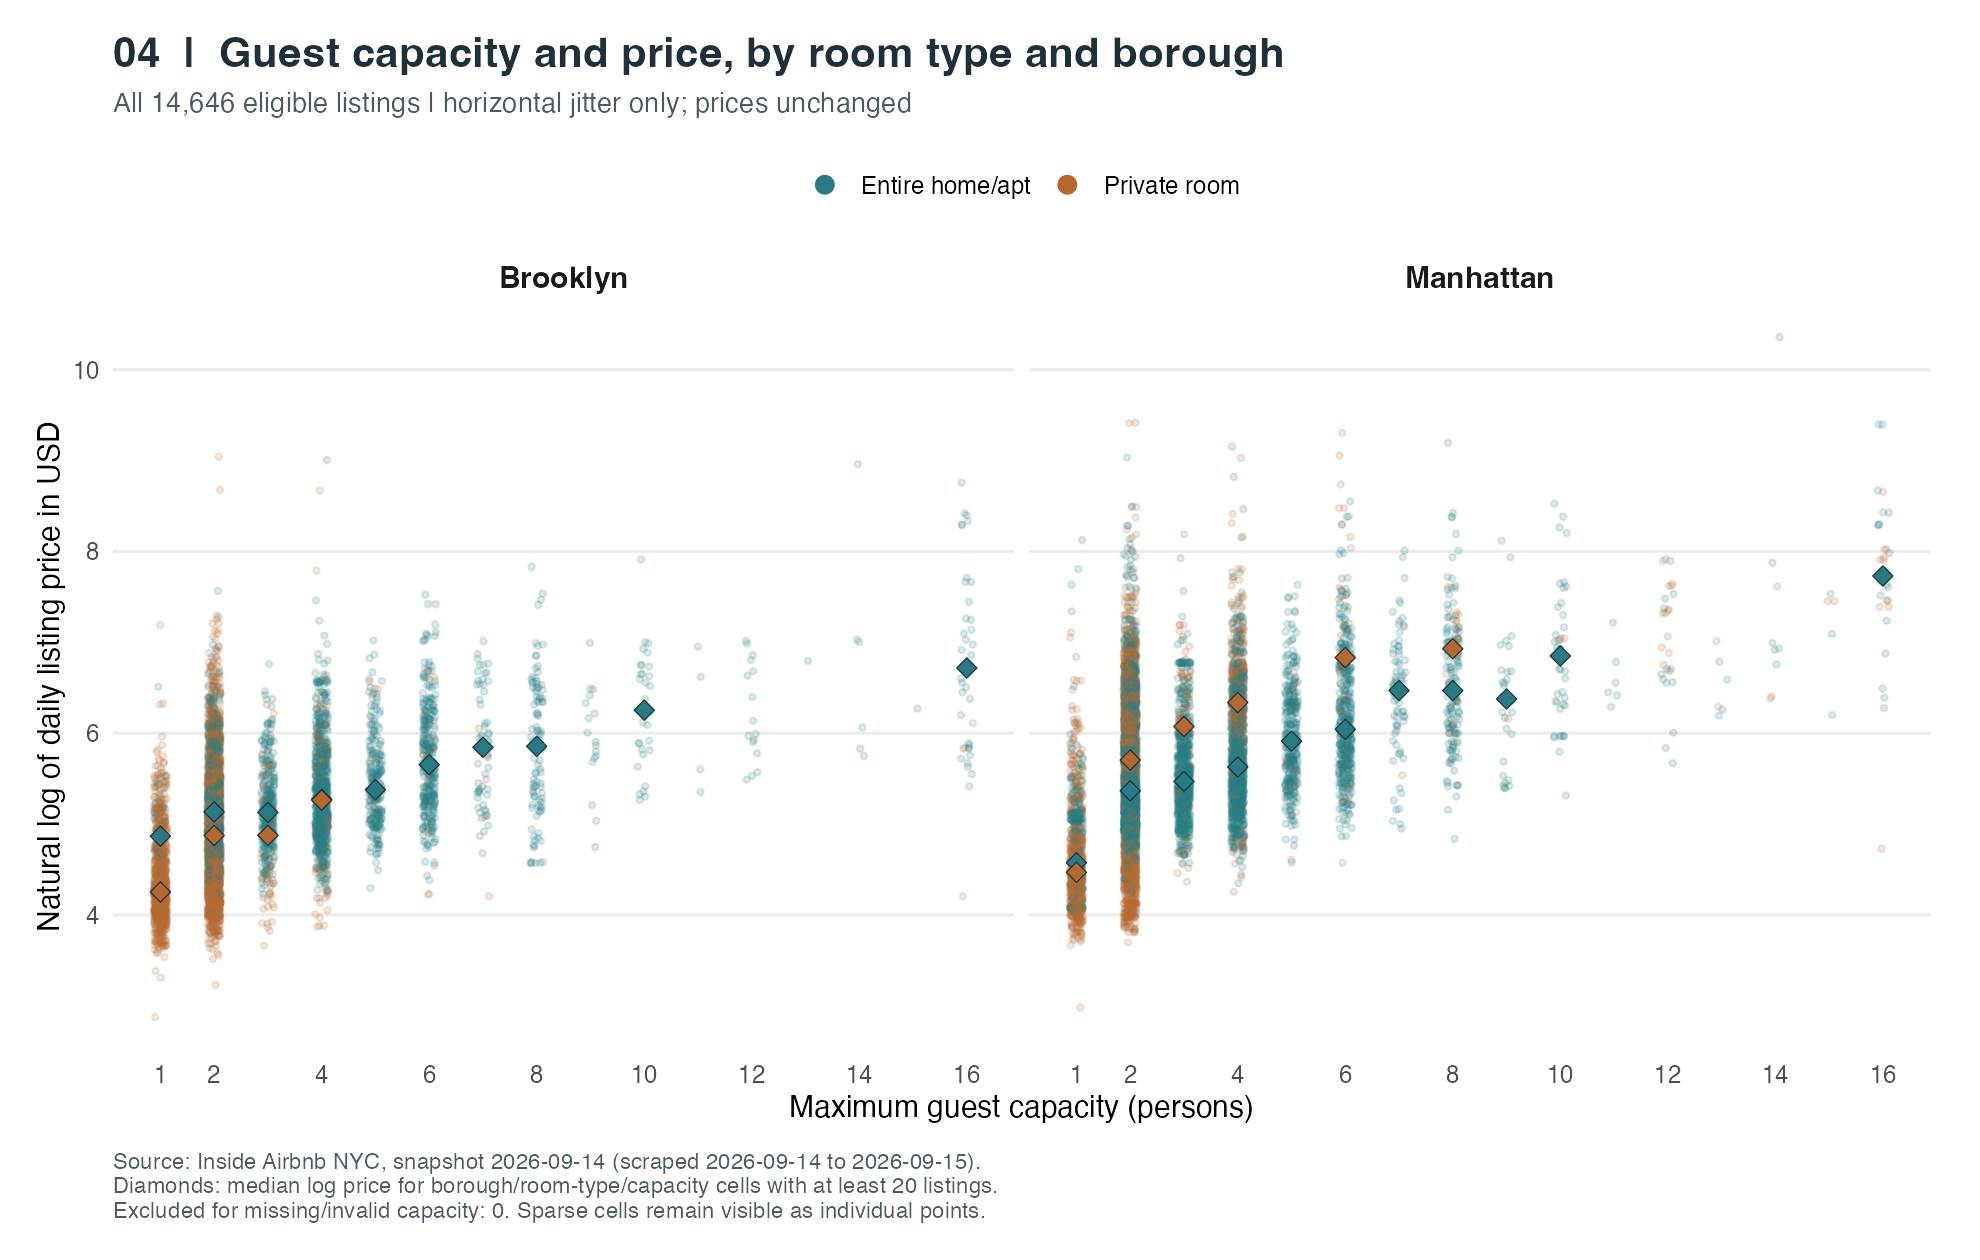 04 | Guest capacity and price, by room type and borough
All 14,646 eligible listings | horizontal jitter only; prices unchanged
Entire home/apt Private room
Brooklyn Manhattan
Natural log of daily listing price in USD
10
8
6
4
1 2 4 6 8 10 12 14 16 1 2 4 6 8 10 12 14 16
Maximum guest capacity (persons)
Source: Inside Airbnb NYC, snapshot 2026-09-14 (scraped 2026-09-14 to 2026-09-15).
Diamonds: median log price for borough/room-type/capacity cells with at least 20 listings.
Excluded for missing/invalid capacity: 0. Sparse cells remain visible as individual points.